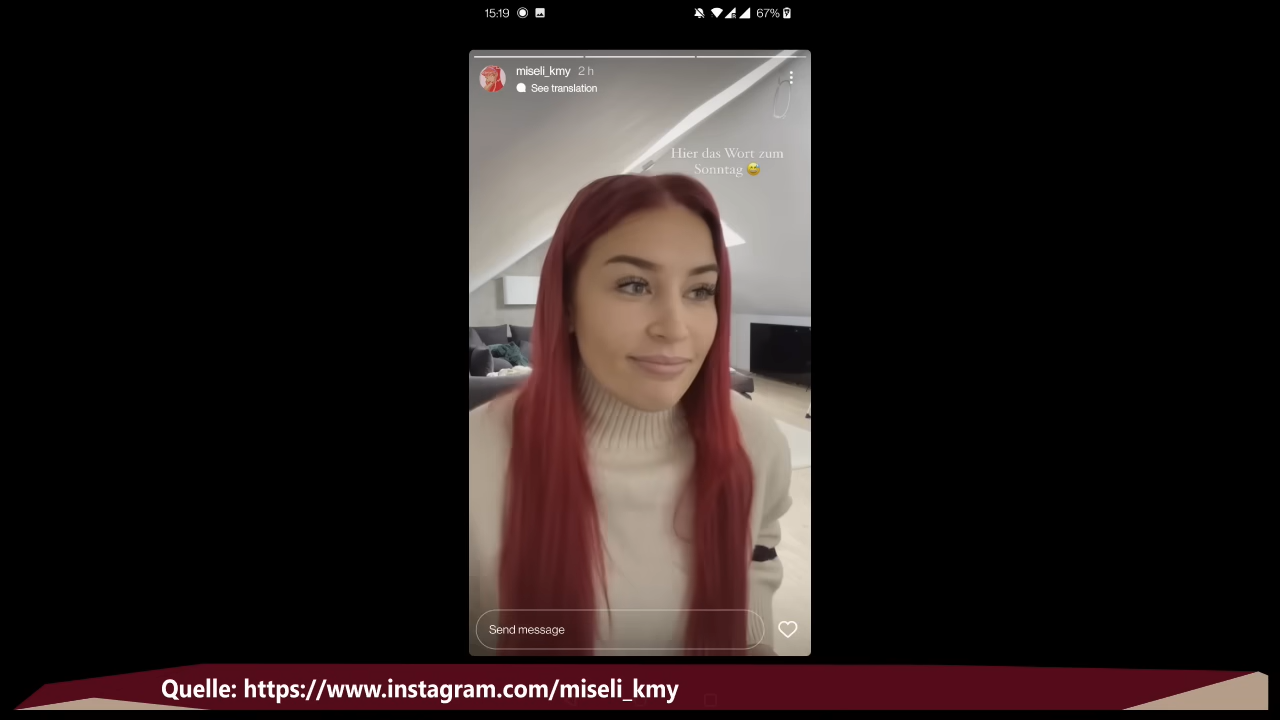 15:19
67%
miseli_kmy 2 h
See translation
Hier das Wort zum
Sonntag 😅
Send message
Quelle: https://www.instagram.com/miseli_kmy